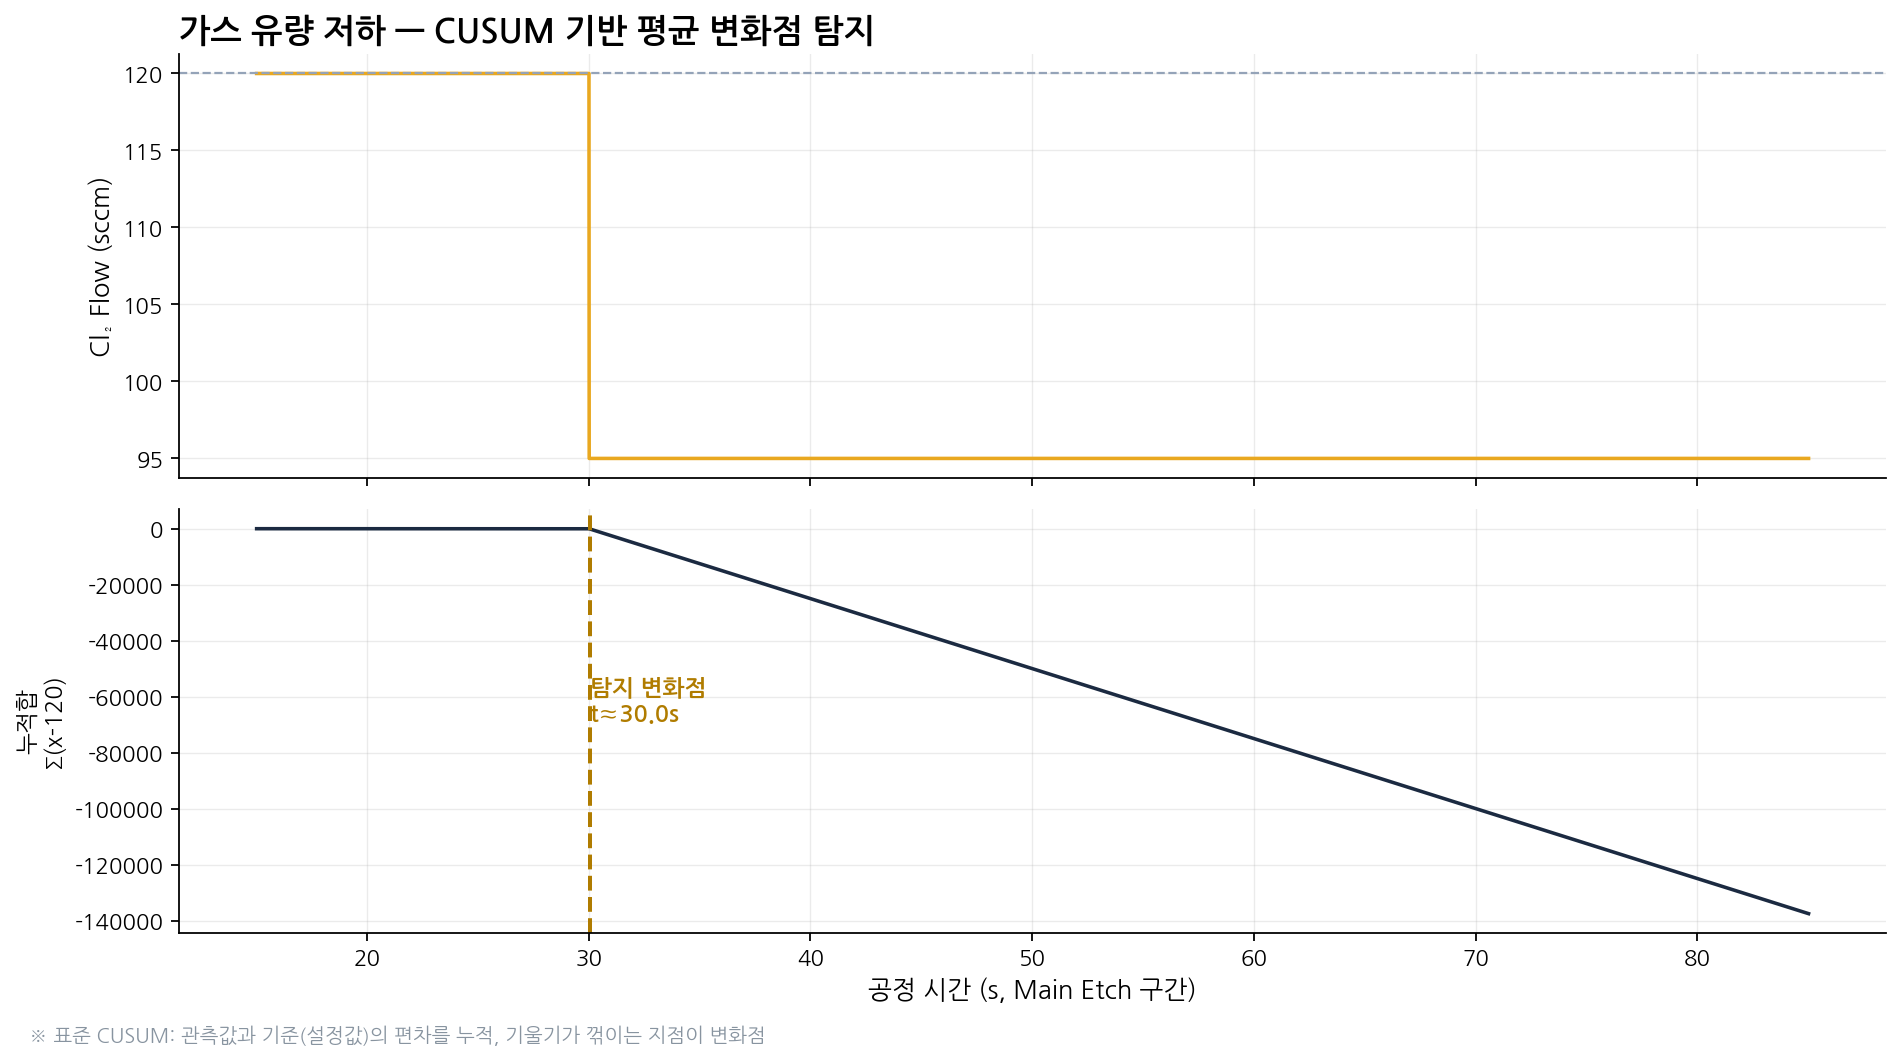 가스 유량 저하 — CUSUM 기반 평균 변화점 탐지
Cl₂ Flow (sccm)
120
115
110
105
100
95
누적합
Σ(x-120)
0
-20000
-40000
-60000
-80000
-100000
-120000
-140000
탐지 변화점
t≈30.0s
20 30 40 50 60 70 80
공정 시간 (s, Main Etch 구간)
※ 표준 CUSUM: 관측값과 기준(설정값)의 편차를 누적, 기울기가 꺾이는 지점이 변화점